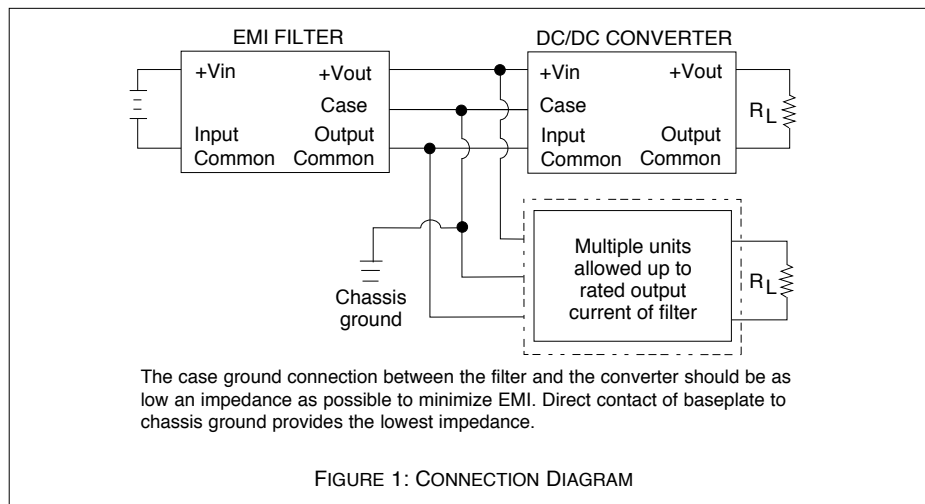 EMI FILTER
DC/DC CONVERTER
+Vin
+Vout
Case
Input
Common
Output
Common
+Vin
+Vout
Case
Input
Common
Output
Common
RL
Multiple units
allowed up to
rated output
current of filter
RL
Chassis
ground
The case ground connection between the filter and the converter should be as
low an impedance as possible to minimize EMI. Direct contact of baseplate to
chassis ground provides the lowest impedance.
FIGURE 1: CONNECTION DIAGRAM